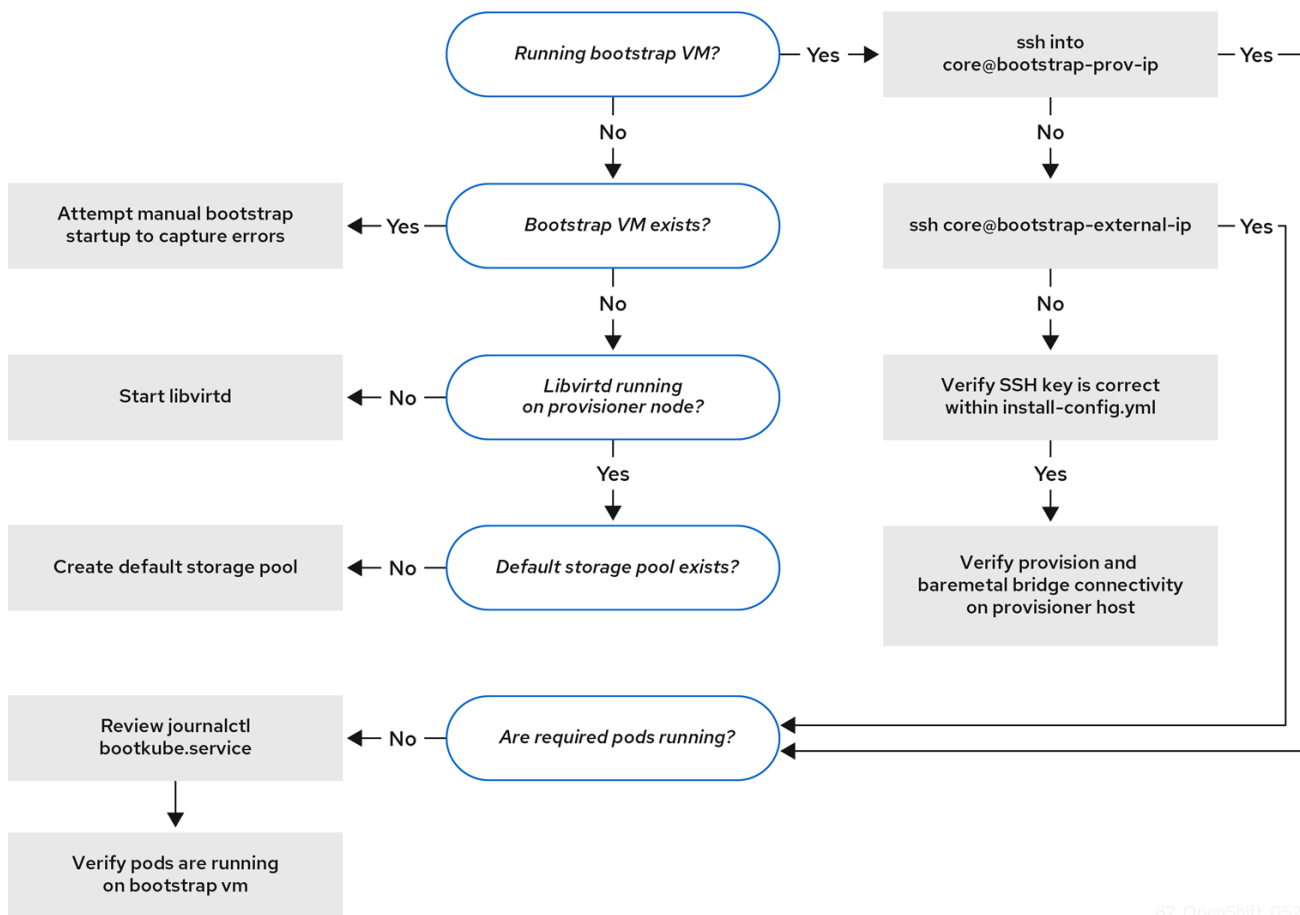 Running bootstrap VM?
Yes
ssh into
core@bootstrap-prov-ip
Yes
No
No
Attempt manual bootstrap
startup to capture errors
Yes
Bootstrap VM exists?
ssh core@bootstrap-external-ip
Yes
No
No
Start libvirtd
No
Libvirtd running
on provisioner node?
Verify SSH key is correct
within install-config.yml
Yes
Yes
Create default storage pool
No
Default storage pool exists?
Verify provision and
baremetal bridge connectivity
on provisioner host
Review journalctl
bootkube.service
No
Are required pods running?
Verify pods are running
on bootstrap vm